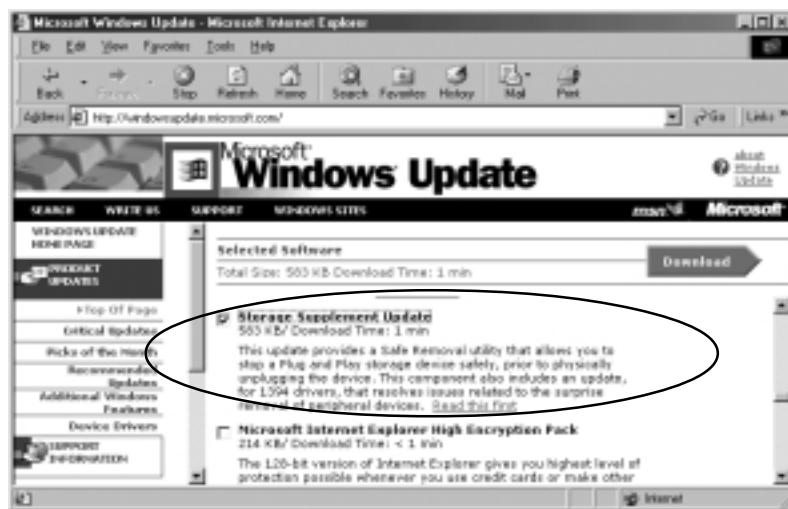 Microsoft Windows Update - Microsoft Internet Explorer
File Edit View Favorites Tools Help
Back Forward Stop Refresh Home Search Favorites History Mail Print
Address http://windowsupdate.microsoft.com/ Go Links »
Microsoft
Windows Update
about
Windows
Update
SEARCH WRITE US SUPPORT WINDOWS SITES msn Microsoft
WINDOWS UPDATE
HOME PAGE
PRODUCT
UPDATES
Top Of Page
Critical Updates
Picks of the Month
Recommended
Updates
Additional Windows
Features
Device Drivers
SUPPORT
INFORMATION
Selected Software
Total Size: 583 KB Download Time: 1 min
Download
Storage Supplement Update
583 KB/ Download Time: 1 min
This update provides a Safe Removal utility that allows you to
stop a Plug and Play storage device safely, prior to physically
unplugging the device. This component also includes an update,
for 1394 drivers, that resolves issues related to the surprise
removal of peripheral devices. Read this first
Microsoft Internet Explorer High Encryption Pack
214 KB/ Download Time: < 1 min
The 128-bit version of Internet Explorer gives you highest level of
protection possible whenever you use credit cards or make other
Internet